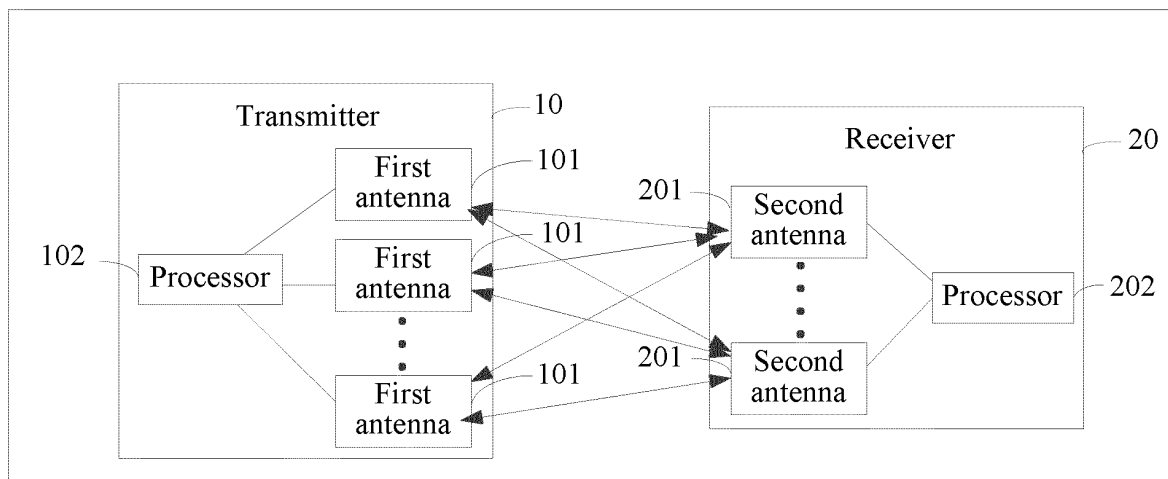 Transmitter
10
First
antenna
101
102
Processor
First
antenna
101
First
antenna
101
Receiver
20
201
Second
antenna
Processor
202
201
Second
antenna